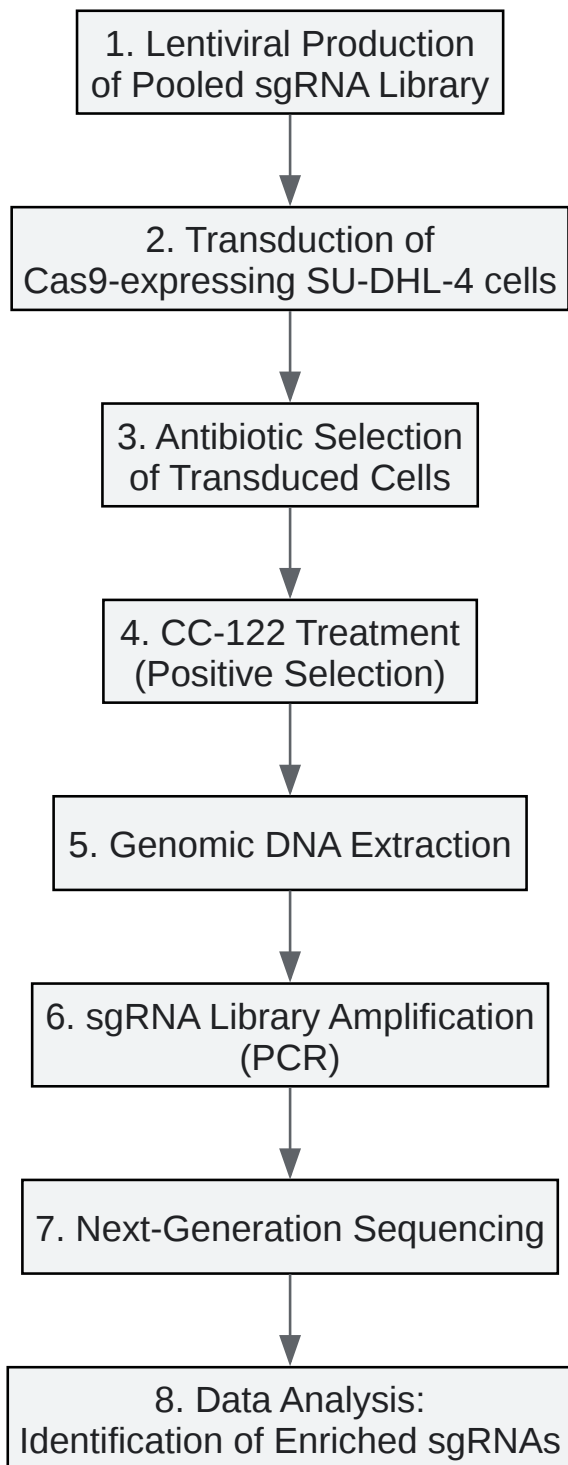 1. Lentiviral Production
of Pooled sgRNA Library
2. Transduction of
Cas9-expressing SU-DHL-4 cells
3. Antibiotic Selection
of Transduced Cells
4. CC-122 Treatment
(Positive Selection)
5. Genomic DNA Extraction
6. sgRNA Library Amplification
(PCR)
7. Next-Generation Sequencing
8. Data Analysis:
Identification of Enriched sgRNAs